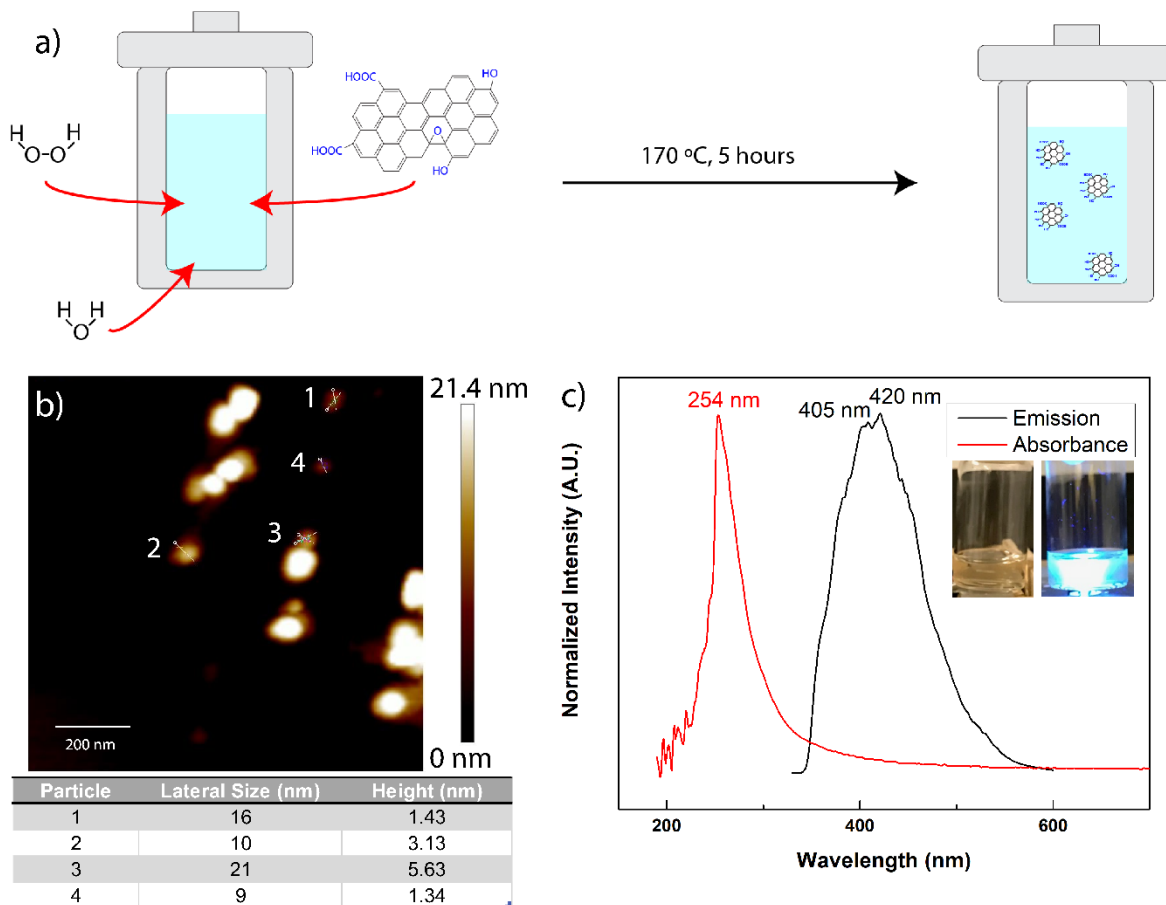 a)
HOOC
HO
O
HOOC
HO
H H
O-O
170 ºC, 5 hours
H H
O
b)
21.4 nm
1
4
2
3
200 nm
0 nm
Particle Lateral Size (nm) Height (nm)
1 16 1.43
2 10 3.13
3 21 5.63
4 9 1.34
c)
254 nm
405 nm
420 nm
Emission
Absorbance
Normalized Intensity (A.U.)
200 400 600
Wavelength (nm)